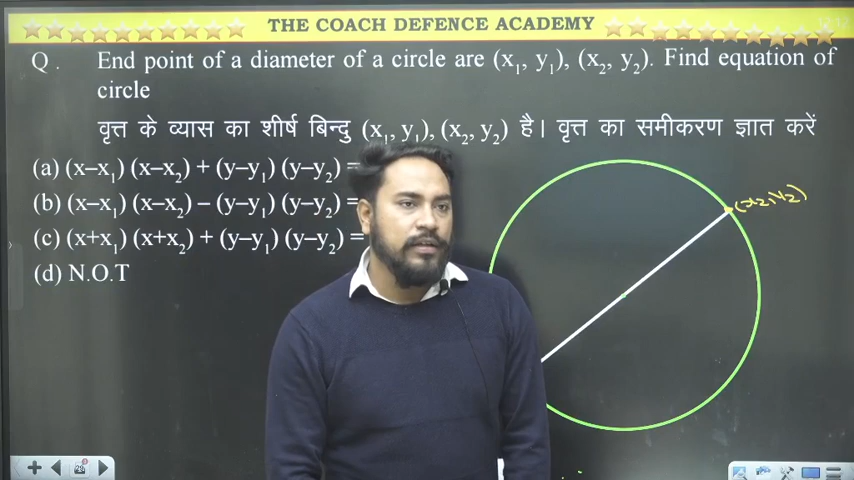 THE COACH DEFENCE ACADEMY
Q . End point of a diameter of a circle are (x₁, y₁), (x₂, y₂). Find equation of
circle
वृत्त के व्यास का शीर्ष बिन्दु (x₁, y₁), (x₂, y₂) है। वृत्त का समीकरण ज्ञात करें
(a) (x–x₁) (x–x₂) + (y–y₁) (y–y₂) =
(b) (x–x₁) (x–x₂) – (y–y₁) (y–y₂) =
(c) (x+x₁) (x+x₂) + (y–y₁) (y–y₂) =
(d) N.O.T
(x₂, y₂)
29